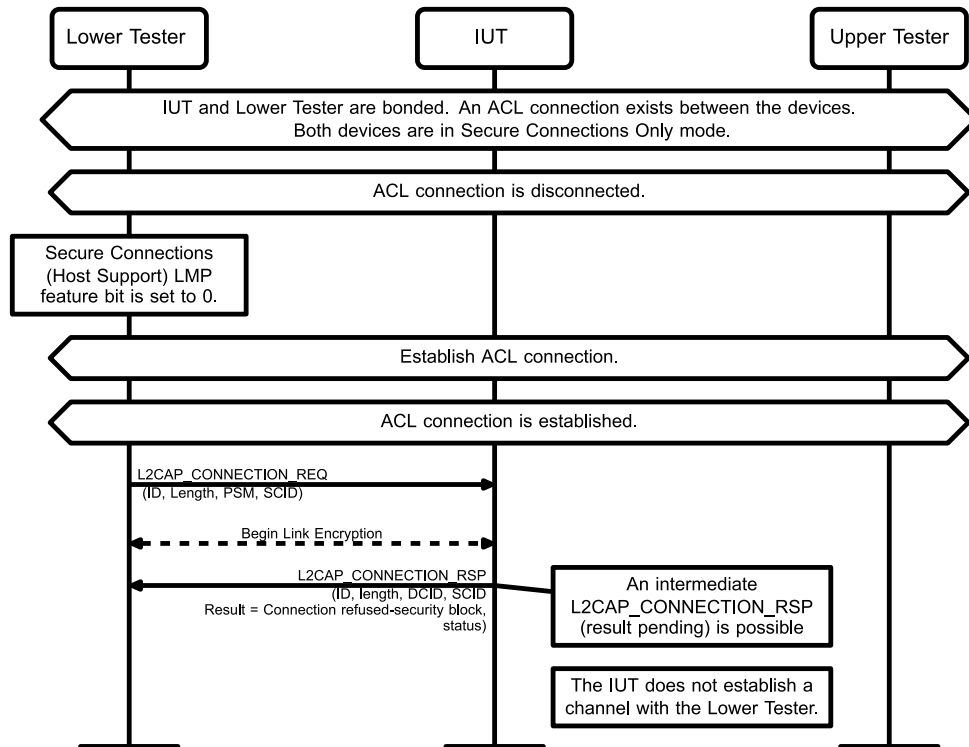 Lower Tester
IUT
Upper Tester
IUT and Lower Tester are bonded. An ACL connection exists between the devices.
Both devices are in Secure Connections Only mode.
ACL connection is disconnected.
Secure Connections
(Host Support) LMP
feature bit is set to 0.
Establish ACL connection.
ACL connection is established.
L2CAP_CONNECTION_REQ
(ID, Length, PSM, SCID)
Begin Link Encryption
L2CAP_CONNECTION_RSP
(ID, length, DCID, SCID
Result = Connection refused-security block,
status)
An intermediate
L2CAP_CONNECTION_RSP
(result pending) is possible
The IUT does not establish a
channel with the Lower Tester.